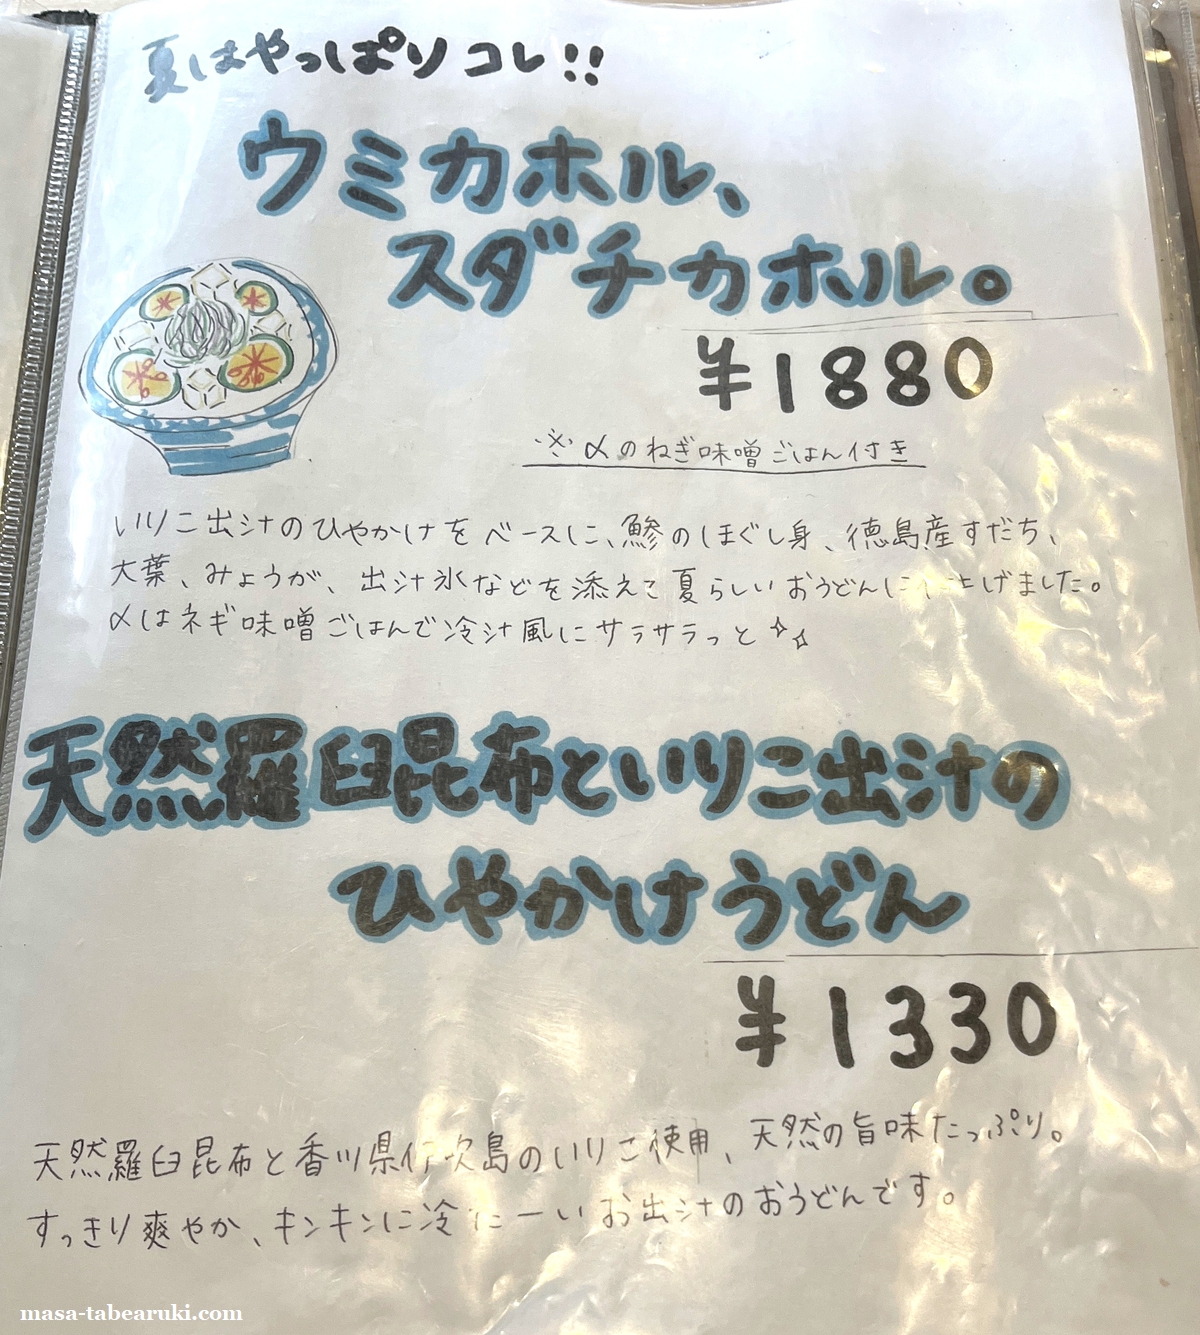 夏はやっぱりコレ!!
ウミカホル、
スダチカホル。
¥1880
※〆のねぎ味噌ごはん付き
いりこ出汁のひやかけをベースに、鯵のほぐし身、徳島産すだち、
大葉、みょうが、出汁氷などを添えて夏らしいおうどんに仕上げました。
〆はネギ味噌ごはんで冷汁風にサラサラっと
天然羅臼昆布といりこ出汁の
ひやかけうどん
¥1330
天然羅臼昆布と香川県伊吹島のいりこ使用、天然の旨味たっぷり。
すっきり爽やか、キンキンに冷たーいお出汁のおうどんです。
masa-tabearuki.com